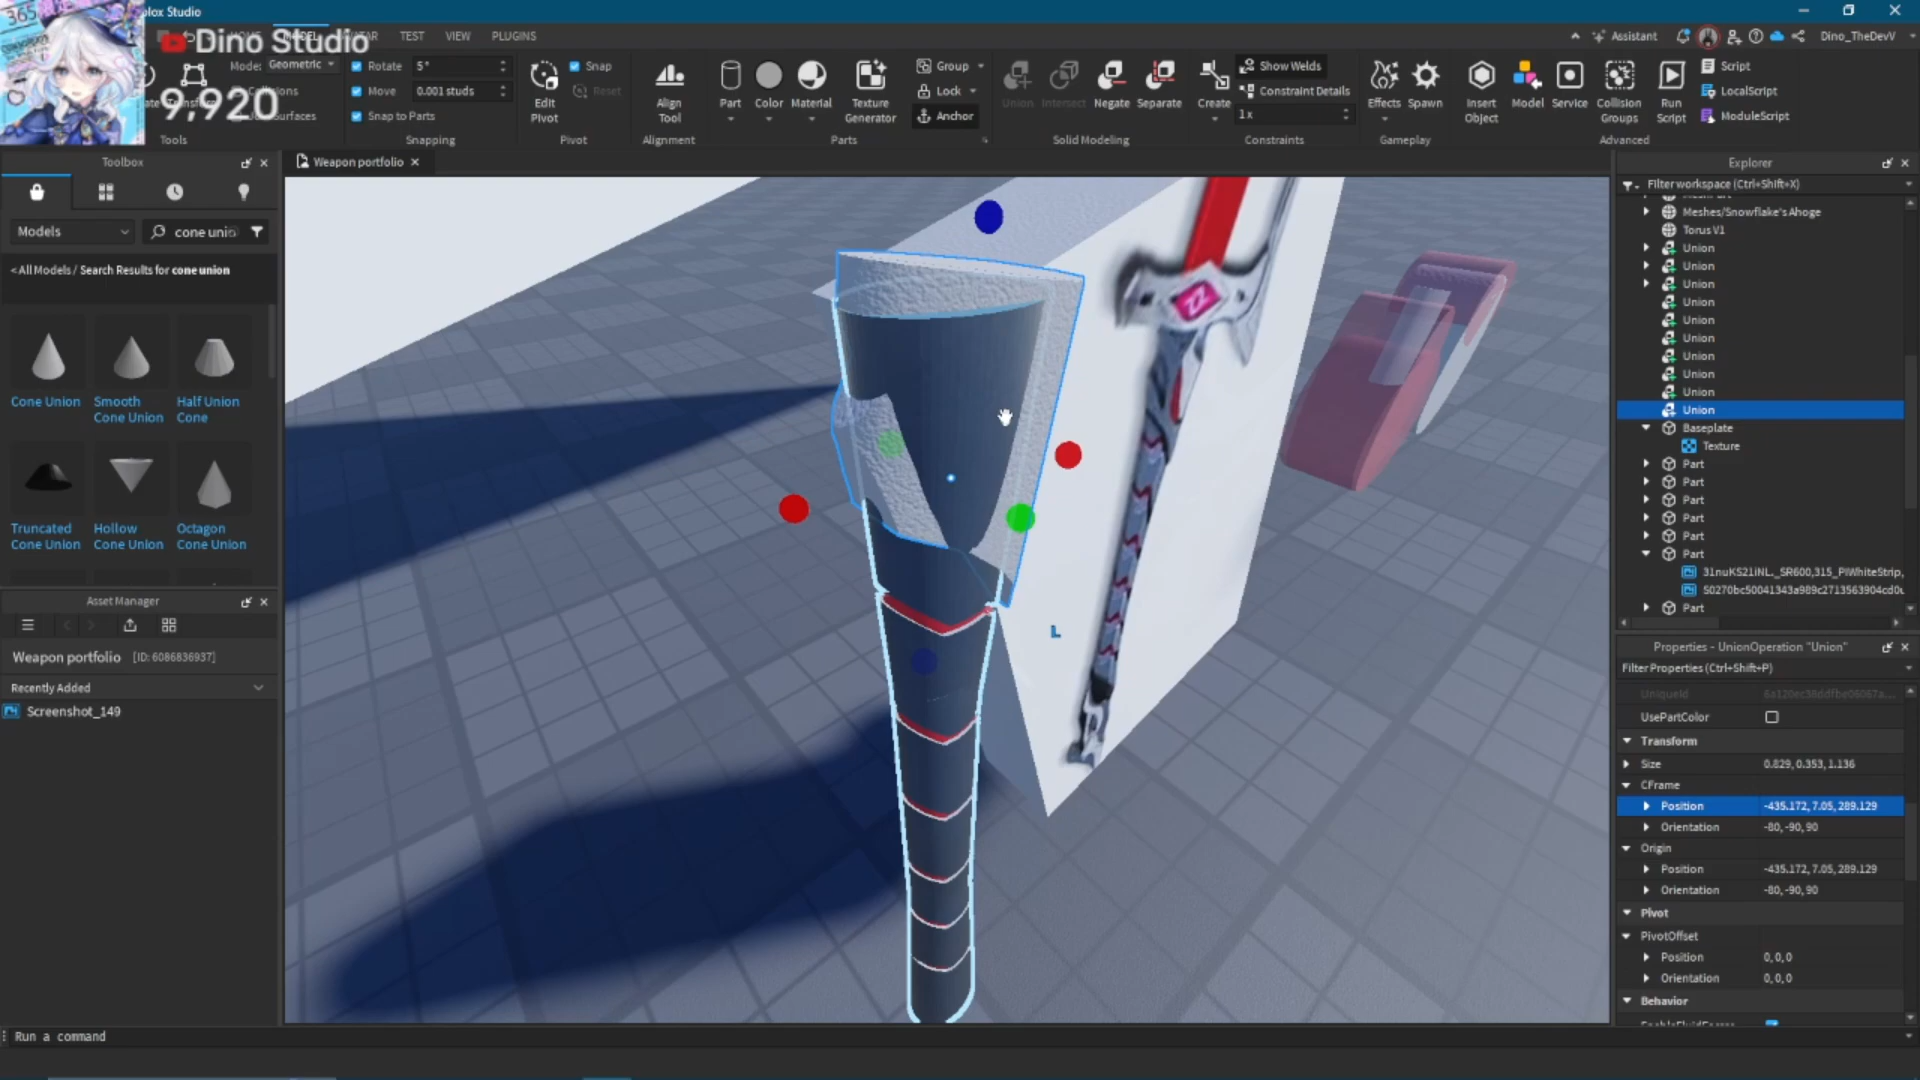 365
Dino Studio
9,920
olox Studio
TEST
VIEW
PLUGINS
Assistant
Dino_TheDevV
Mode:
Geometric
Rotate
5°
Move
0.001 studs
Snap to Parts
Tools
Snapping
Edit
Pivot
Snap
Reset
Pivot
Align
Tool
Alignment
Part
Color
Material
Texture
Generator
Group
Lock
Anchor
Parts
Union
Intersect
Negate
Separate
Solid Modeling
Create
Show Welds
Constraint Details
1x
Constraints
Effects
Spawn
Gameplay
Insert
Object
Model
Service
Collision
Groups
Run
Script
Script
LocalScript
ModuleScript
Advanced
Toolbox
Weapon portfolio
Models
cone unio
< All Models / Search Results for cone union
Cone Union
Smooth
Cone Union
Half Union
Cone
Truncated
Cone Union
Hollow
Cone Union
Octagon
Cone Union
Asset Manager
Weapon portfolio [ID: 6086836937]
Recently Added
Screenshot_149
L
Explorer
Filter workspace (Ctrl+Shift+X)
Meshes/Snowflake's Ahoge
Torus V1
Union
Union
Union
Union
Union
Union
Union
Union
Union
Union
Baseplate
Texture
Part
Part
Part
Part
Part
Part
Part
Properties - UnionOperation "Union"
Filter Properties (Ctrl+Shift+P)
UniqueId
UsePartColor
Transform
Size 0.829, 0.353, 1.136
CFrame
Position -435.172, 7.05, 289.129
Orientation -80, -90, 90
Origin
Position -435.172, 7.05, 289.129
Orientation -80, -90, 90
Pivot
PivotOffset
Position 0, 0, 0
Orientation 0, 0, 0
Behavior
Run a command